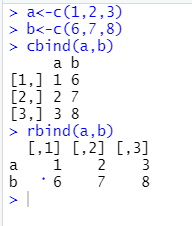 > a<-c(1,2,3)
> b<-c(6,7,8)
> cbind(a,b)
     a b
[1,] 1 6
[2,] 2 7
[3,] 3 8
> rbind(a,b)
  [,1] [,2] [,3]
a    1    2    3
b    6    7    8
>